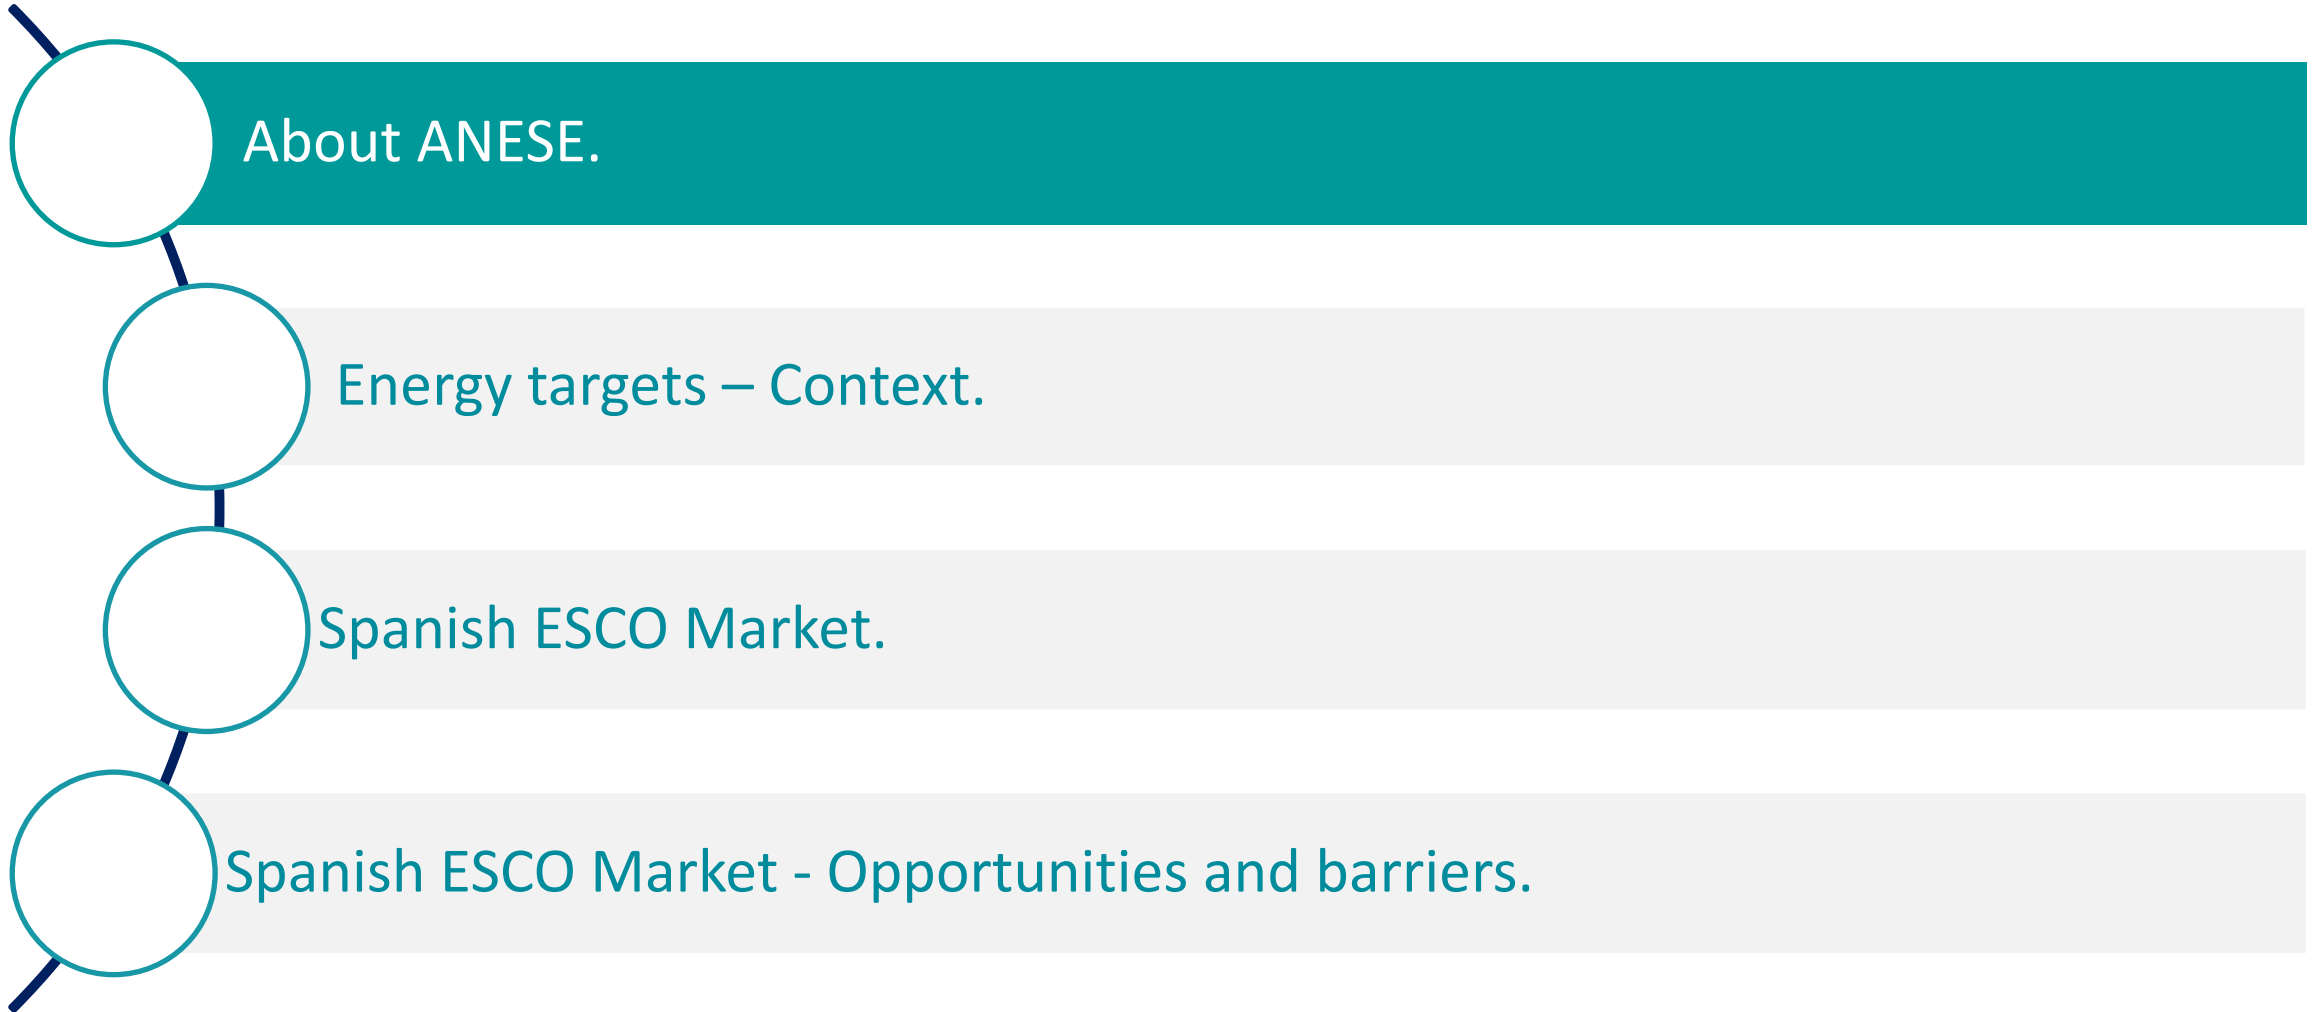 About ANESE.
Energy targets – Context.
Spanish ESCO Market.
Spanish ESCO Market - Opportunities and barriers.